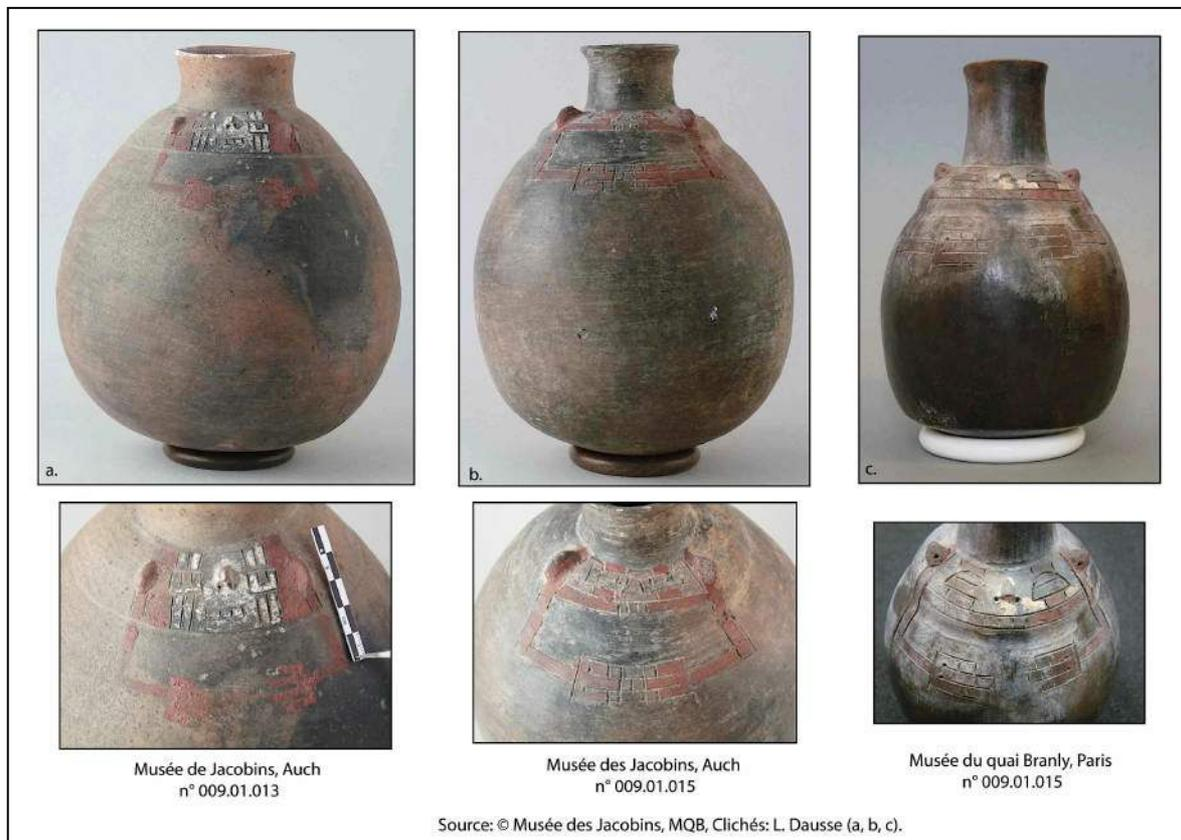 a.
b.
c.
Musée de Jacobins, Auch
n° 009.01.013
Musée des Jacobins, Auch
n° 009.01.015
Musée du quai Branly, Paris
n° 009.01.015
Source: © Musée des Jacobins, MQB, Clichés: L. Dausse (a, b, c).